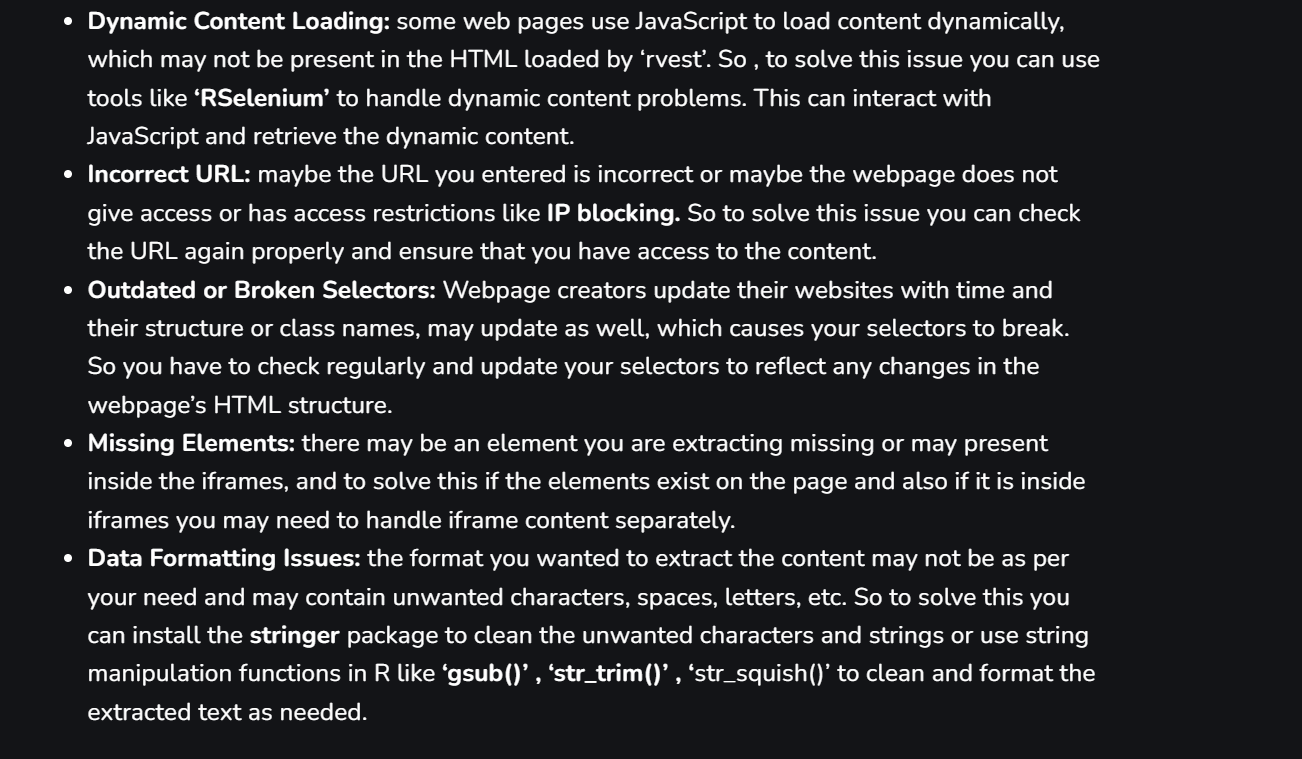 • Dynamic Content Loading: some web pages use JavaScript to load content dynamically,
which may not be present in the HTML loaded by ‘rvest’. So , to solve this issue you can use
tools like ‘RSelenium’ to handle dynamic content problems. This can interact with
JavaScript and retrieve the dynamic content.
• Incorrect URL: maybe the URL you entered is incorrect or maybe the webpage does not
give access or has access restrictions like IP blocking. So to solve this issue you can check
the URL again properly and ensure that you have access to the content.
• Outdated or Broken Selectors: Webpage creators update their websites with time and
their structure or class names, may update as well, which causes your selectors to break.
So you have to check regularly and update your selectors to reflect any changes in the
webpage’s HTML structure.
• Missing Elements: there may be an element you are extracting missing or may present
inside the iframes, and to solve this if the elements exist on the page and also if it is inside
iframes you may need to handle iframe content separately.
• Data Formatting Issues: the format you wanted to extract the content may not be as per
your need and may contain unwanted characters, spaces, letters, etc. So to solve this you
can install the stringer package to clean the unwanted characters and strings or use string
manipulation functions in R like ‘gsub()’ , ‘str_trim()’ , ‘str_squish()’ to clean and format the
extracted text as needed.